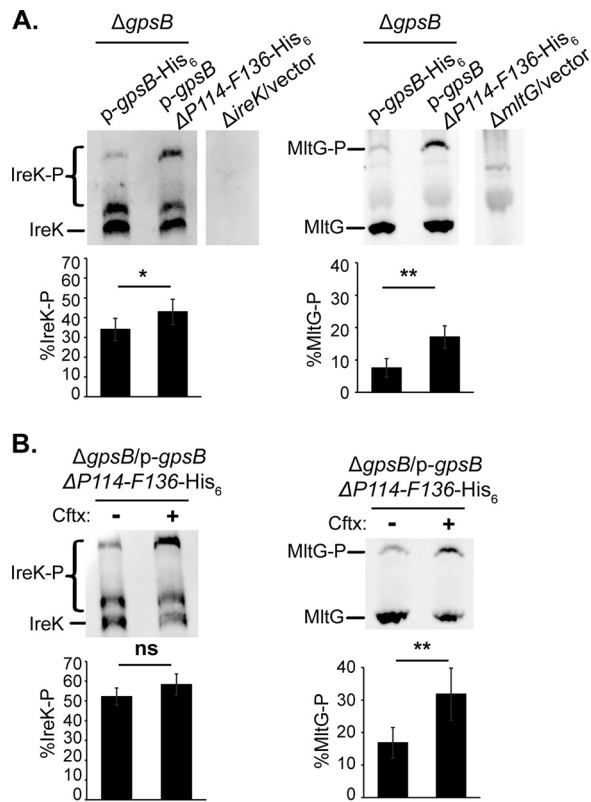 A.
ΔgpsB
p-gpsB-His6
p-gpsB
ΔP114-F136-His6
ΔireK/vector
IreK-P
IreK
%IreK-P
70
60
50
40
30
20
10
0
*
ΔgpsB
p-gpsB-His6
p-gpsB
ΔP114-F136-His6
ΔmltG/vector
MltG-P
MltG
%MltG-P
40
30
20
10
0
**
B.
ΔgpsB/p-gpsB
ΔP114-F136-His6
Cftx: - +
IreK-P
IreK
%IreK-P
70
60
50
40
30
20
10
0
ns
ΔgpsB/p-gpsB
ΔP114-F136-His6
Cftx: - +
MltG-P
MltG
%MltG-P
40
30
20
10
0
**